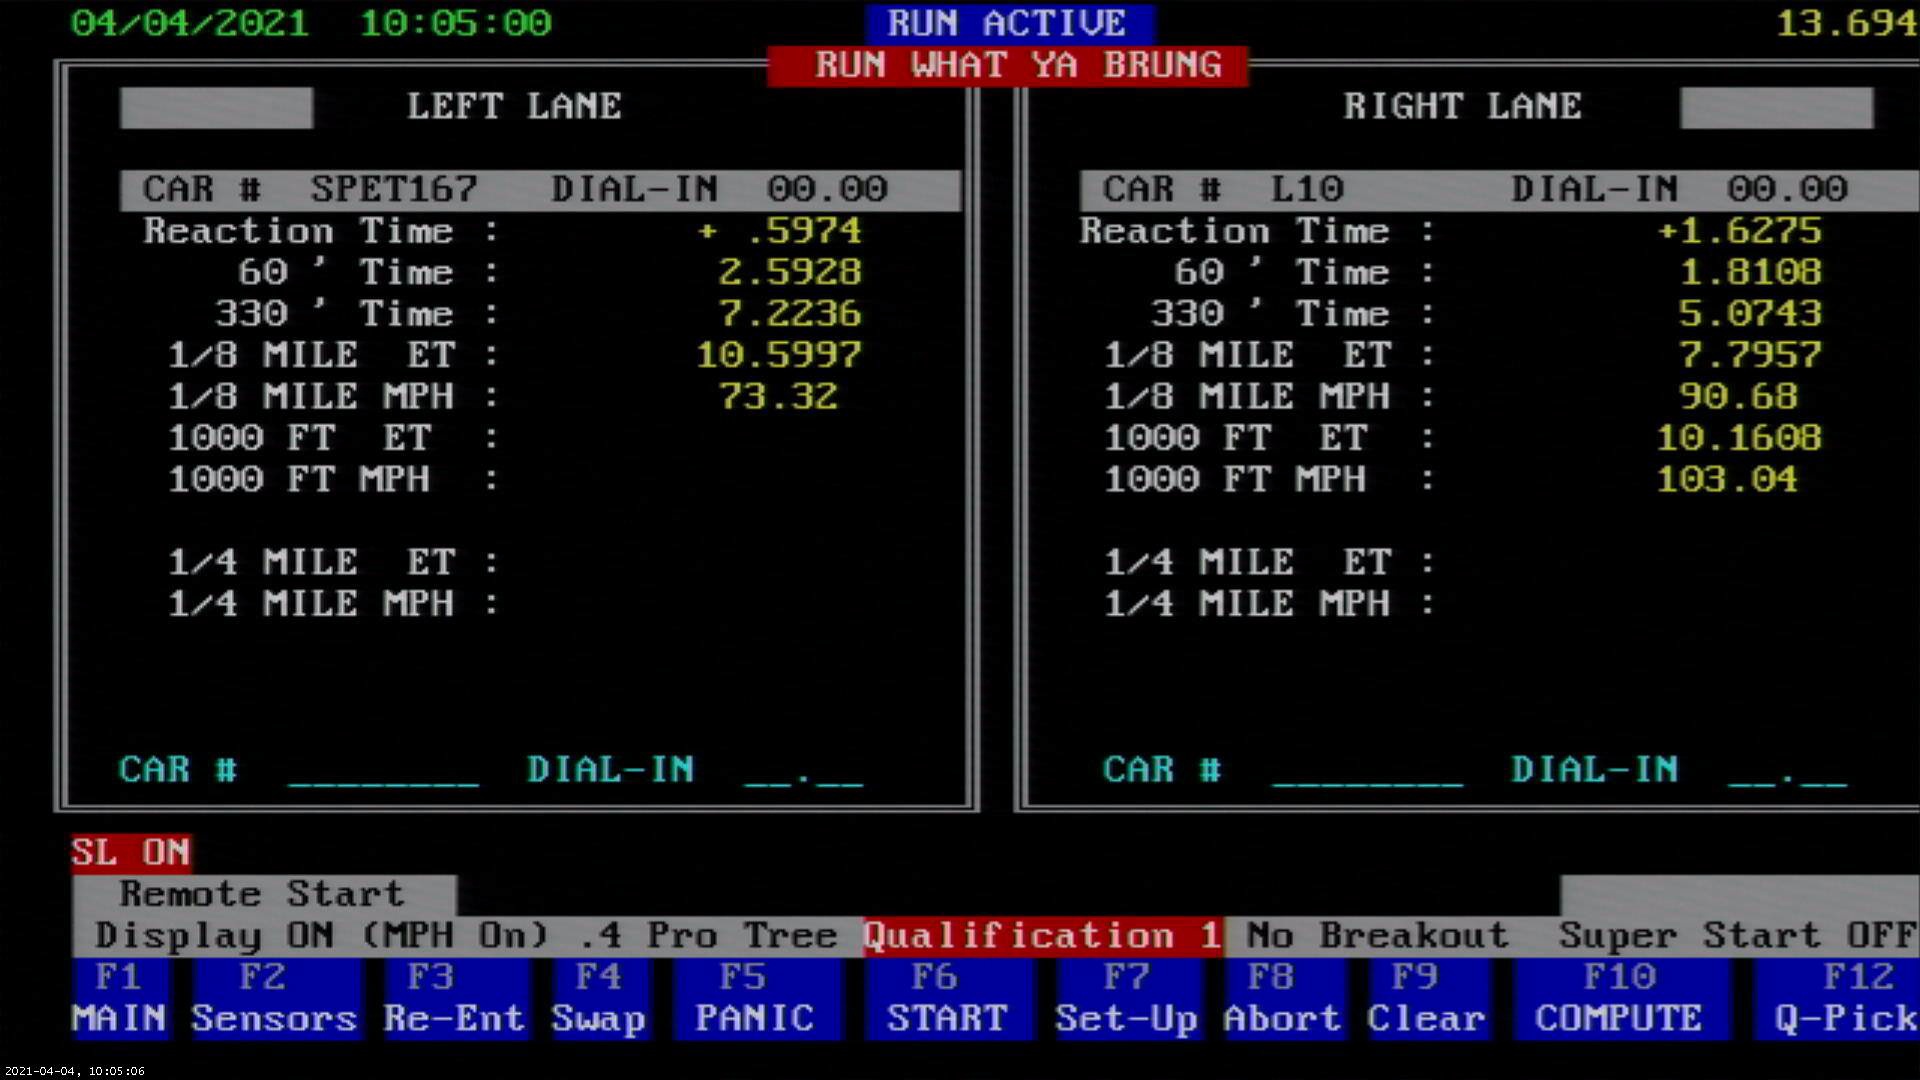 04/04/2021 10:05:00 RUN ACTIVE 13.694
RUN WHAT YA BRUNG
LEFT LANE
CAR # SPET167 DIAL-IN 00.00
Reaction Time : + .5974
60 ' Time : 2.5928
330 ' Time : 7.2236
1/8 MILE ET : 10.5997
1/8 MILE MPH : 73.32
1000 FT ET :
1000 FT MPH :
1/4 MILE ET :
1/4 MILE MPH :
CAR # ________ DIAL-IN __.__
RIGHT LANE
CAR # L10 DIAL-IN 00.00
Reaction Time : +1.6275
60 ' Time : 1.8108
330 ' Time : 5.0743
1/8 MILE ET : 7.7957
1/8 MILE MPH : 90.68
1000 FT ET : 10.1608
1000 FT MPH : 103.04
1/4 MILE ET :
1/4 MILE MPH :
CAR # ________ DIAL-IN __.__
SL ON
Remote Start
Display ON (MPH On) .4 Pro Tree Qualification 1 No Breakout Super Start OFF
F1 F2 F3 F4 F5 F6 F7 F8 F9 F10 F12
MAIN Sensors Re-Ent Swap PANIC START Set-Up Abort Clear COMPUTE Q-Pick
2021-04-04, 10:05:06